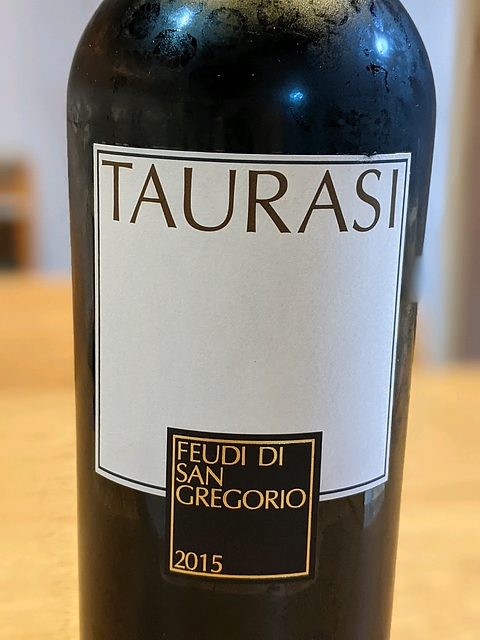 TAURASI
FEUDI DI
SAN
GREGORIO
2015